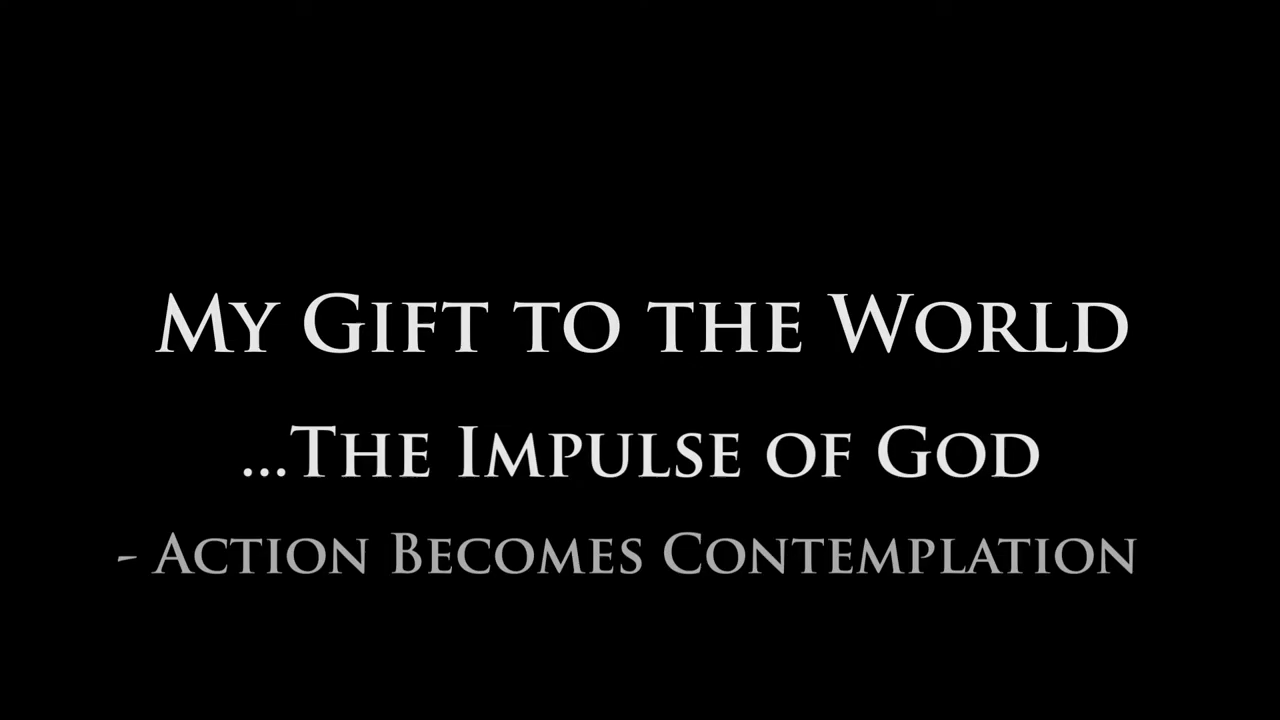 My Gift to the World
...The Impulse of God
- Action Becomes Contemplation